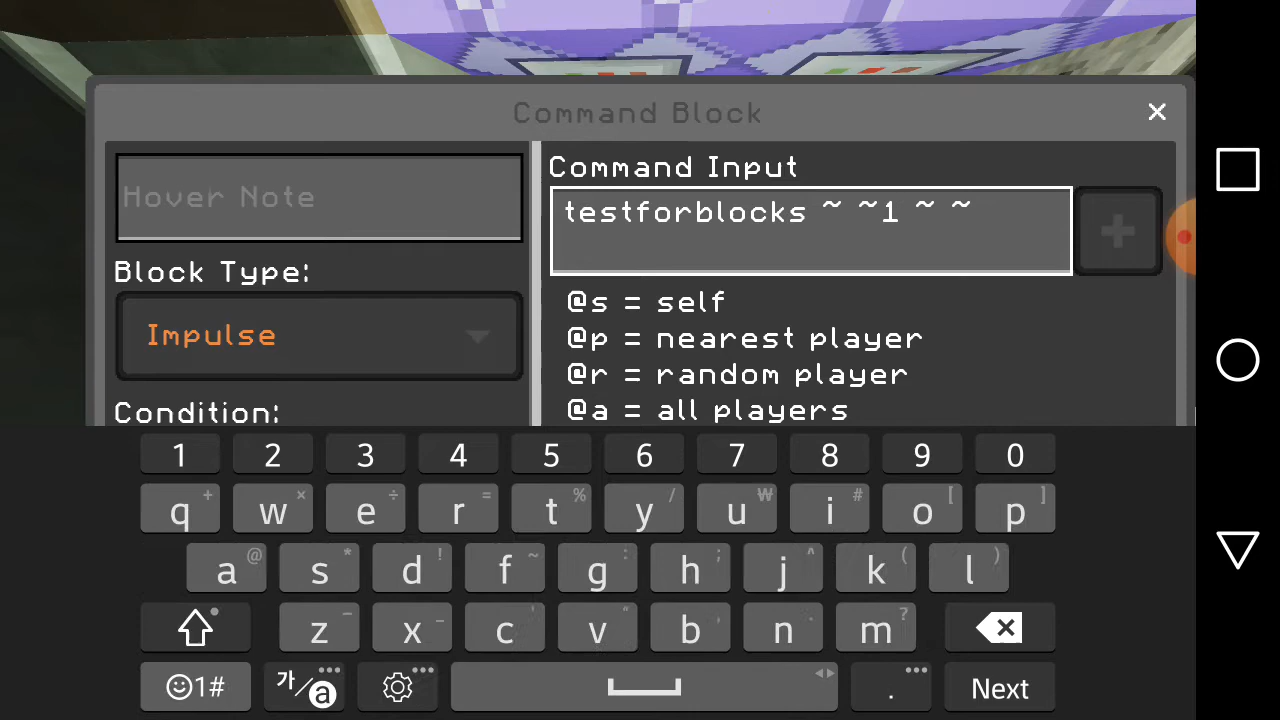 Command Block
Hover Note
Command Input
testforblocks ~ ~1 ~ ~
Block Type:
Impulse
@s = self
@p = nearest player
@r = random player
@a = all players
Condition:
1 2 3 4 5 6 7 8 9 0
q + w × e ÷ r = t % y / u ₩ i # o [ p ]
a @ s * d ! f ~ g : h ; j ^ k ( l )
z - x _ c ' v " b , n . m ?
☺1# 가/a . Next